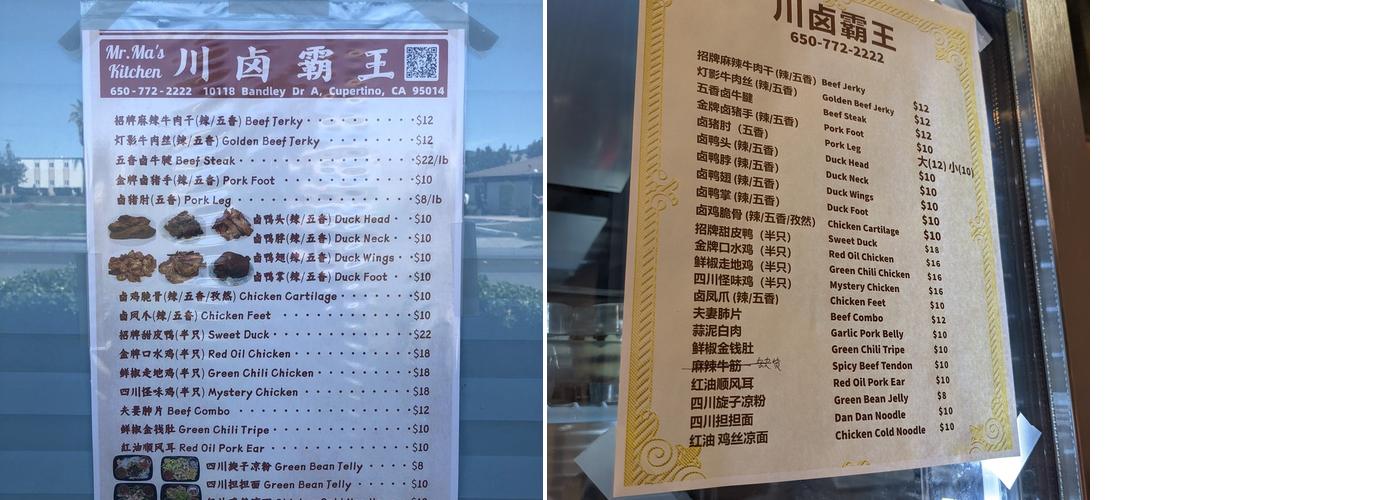 Mr.Ma's Kitchen 川 卤 霸 王
650-772-2222 10118 Bandley Dr A, Cupertino, CA 95014
招牌麻辣牛肉干(辣/五香) Beef Jerky $12
灯影牛肉丝(辣/五香) Golden Beef Jerky $12
五香卤牛腱 Beef Steak $22/lb
金牌卤猪手(辣/五香) Pork Foot $10
卤猪肘(五香) Pork Leg $8/lb
卤鸭头(辣/五香) Duck Head $10
卤鸭脖(辣/五香) Duck Neck $10
卤鸭翅(辣/五香) Duck Wings $10
卤鸭掌(辣/五香) Duck Foot $10
卤鸡脆骨(辣/五香/孜然) Chicken Cartilage $10
卤凤爪(辣/五香) Chicken Feet $10
招牌甜皮鸭(半只) Sweet Duck $22
金牌口水鸡(半只) Red Oil Chicken $18
鲜椒走地鸡(半只) Green Chili Chicken $18
四川怪味鸡(半只) Mystery Chicken $18
夫妻肺片 Beef Combo $12
鲜椒金钱肚 Green Chili Tripe $10
红油顺风耳 Red Oil Pork Ear $10
四川旋子凉粉 Green Bean Jelly $8
四川担担面 Green Bean Jelly $10
川卤霸王
650-772-2222
招牌麻辣牛肉干 (辣/五香) Beef Jerky $12
灯影牛肉丝 (辣/五香) Golden Beef Jerky $12
五香卤牛腱 Beef Steak $12
金牌卤猪手 (辣/五香) Pork Foot 大(12) 小(10)
卤猪肘 (五香) Pork Leg $10
卤鸭头 (辣/五香) Duck Head $10
卤鸭脖 (辣/五香) Duck Neck $10
卤鸭翅 (辣/五香) Duck Wings $10
卤鸭掌 (辣/五香) Duck Foot $10
卤鸡脆骨 (辣/五香/孜然) Chicken Cartilage $10
招牌甜皮鸭 (半只) Sweet Duck $18
金牌口水鸡 (半只) Red Oil Chicken $16
鲜椒走地鸡 (半只) Green Chili Chicken $16
四川怪味鸡 (半只) Mystery Chicken $16
卤凤爪 (辣/五香) Chicken Feet $10
夫妻肺片 Beef Combo $12
蒜泥白肉 Garlic Pork Belly $10
鲜椒金钱肚 Green Chili Tripe $10
麻辣牛筋 缺货 Spicy Beef Tendon $10
红油顺风耳 Red Oil Pork Ear $10
四川旋子凉粉 Green Bean Jelly $8
四川担担面 Dan Dan Noodle $10
红油 鸡丝凉面 Chicken Cold Noodle $10